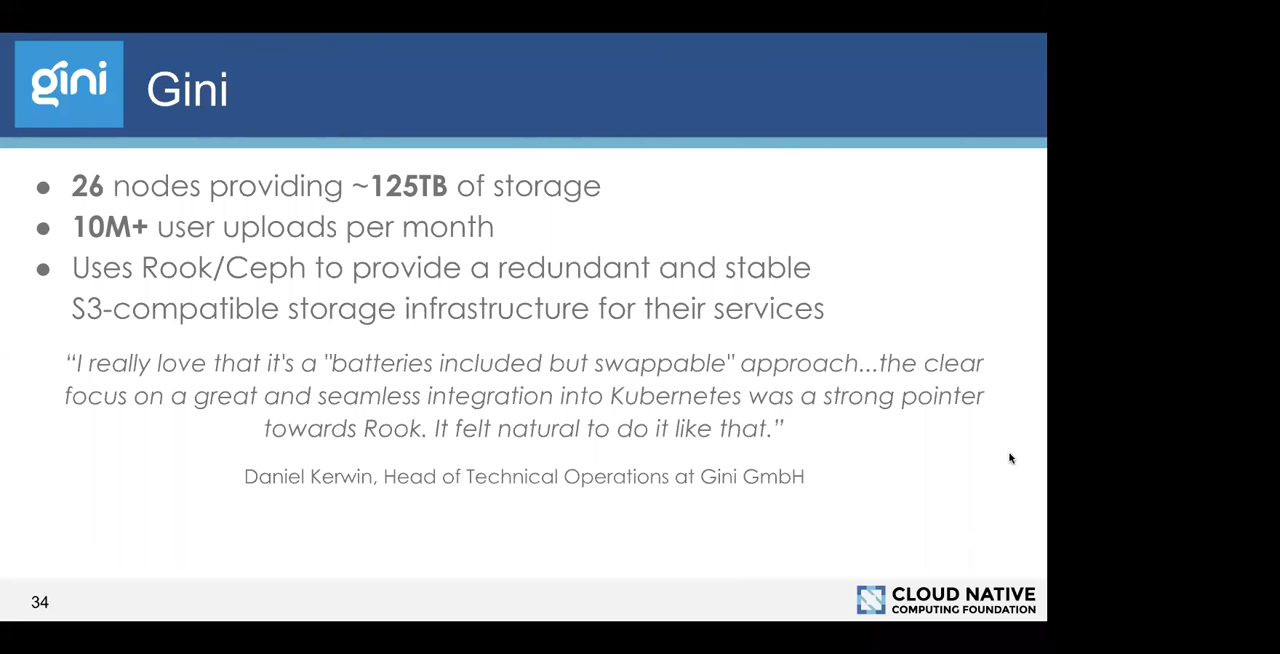 gini
Gini
● 26 nodes providing ~125TB of storage
● 10M+ user uploads per month
● Uses Rook/Ceph to provide a redundant and stable
S3-compatible storage infrastructure for their services
“I really love that it's a "batteries included but swappable" approach...the clear
focus on a great and seamless integration into Kubernetes was a strong pointer
towards Rook. It felt natural to do it like that.”
Daniel Kerwin, Head of Technical Operations at Gini GmbH
34
CLOUD NATIVE
COMPUTING FOUNDATION